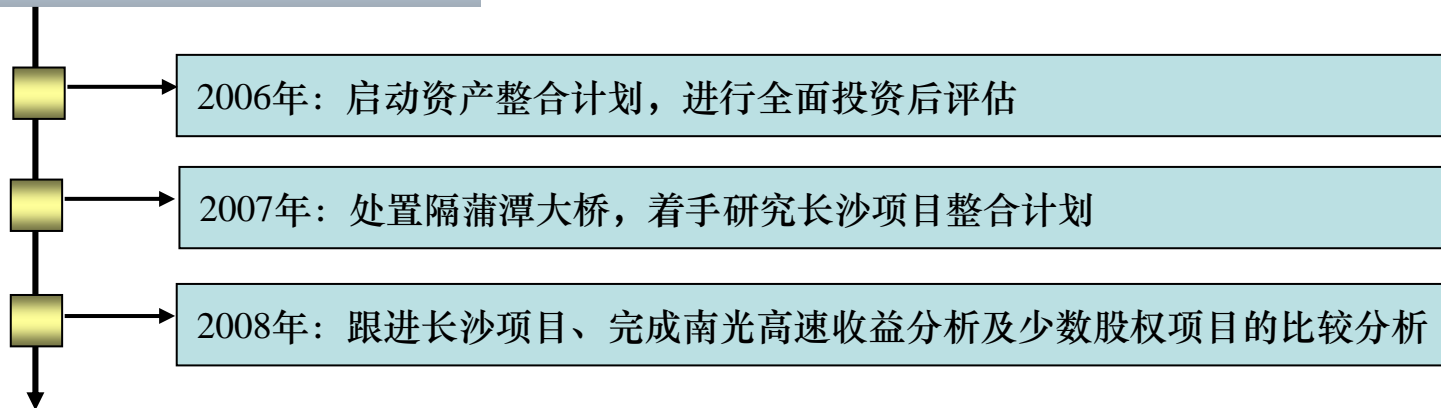 2006年：启动资产整合计划，进行全面投资后评估
2007年：处置隔蒲潭大桥，着手研究长沙项目整合计划
2008年：跟进长沙项目、完成南光高速收益分析及少数股权项目的比较分析